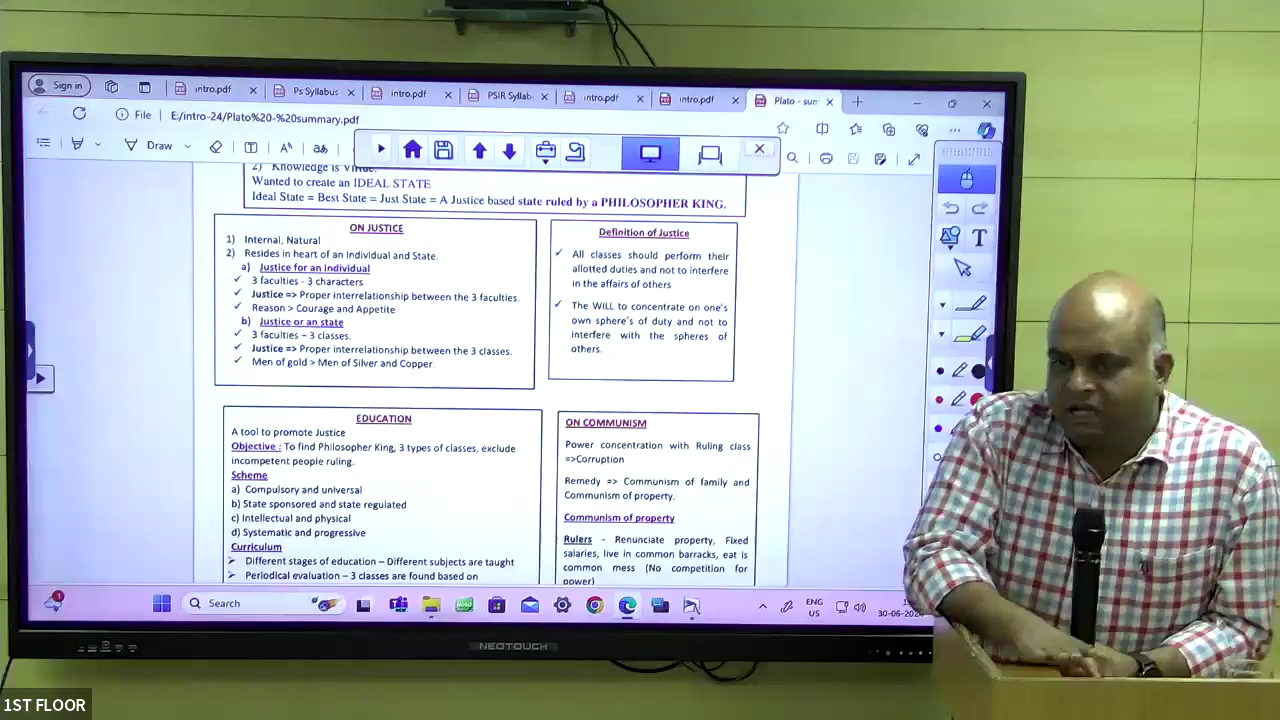 Sign in
intro.pdf
Ps Syllabus
intro.pdf
PSIR Syllab
intro.pdf
intro.pdf
Plato - sum
File
E:/intro-24/Plato%20-%20summary.pdf
Draw
2) Knowledge is Virtue.
Wanted to create an IDEAL STATE
Ideal State = Best State = Just State = A Justice based state ruled by a PHILOSOPHER KING.
ON JUSTICE
1) Internal, Natural
2) Resides in heart of an Individual and State.
a) Justice for an Individual
✓ 3 faculties - 3 characters
✓ Justice => Proper interrelationship between the 3 faculties.
✓ Reason > Courage and Appetite
b) Justice or an state
✓ 3 faculties – 3 classes.
✓ Justice => Proper interrelationship between the 3 classes.
✓ Men of gold > Men of Silver and Copper.
Definition of Justice
✓ All classes should perform their
allotted duties and not to interfere
in the affairs of others
✓ The WILL to concentrate on one's
own sphere's of duty and not to
interfere with the spheres of
others.
EDUCATION
A tool to promote Justice
Objective : To find Philosopher King, 3 types of classes, exclude
incompetent people ruling.
Scheme
a) Compulsory and universal
b) State sponsored and state regulated
c) Intellectual and physical
d) Systematic and progressive
Curriculum
➢ Different stages of education – Different subjects are taught
➢ Periodical evaluation – 3 classes are found based on
ON COMMUNISM
Power concentration with Ruling class
=>Corruption
Remedy => Communism of family and
Communism of property.
Communism of property
Rulers - Renunciate property, Fixed
salaries, live in common barracks, eat is
common mess (No competition for
power)
Search
ENG
US
NEOTOUCH
1ST FLOOR